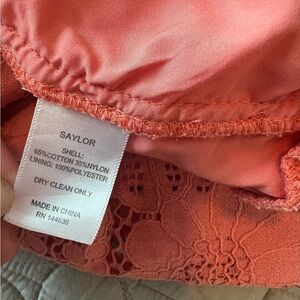 SAYLOR
SHELL:
65%COTTON 35%NYLON
LINING: 100%POLYESTER
DRY CLEAN ONLY
MADE IN CHINA
RN 144636